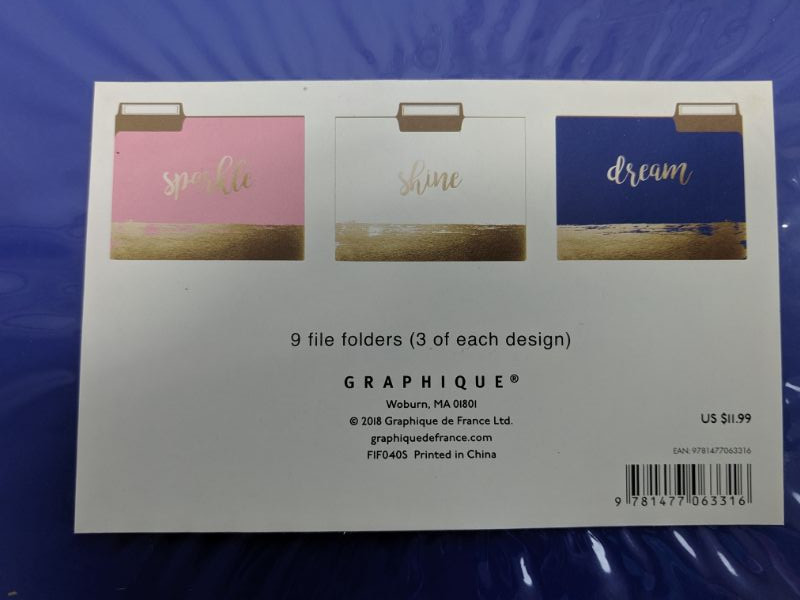 sparkle
shine
dream
9 file folders (3 of each design)
GRAPHIQUE®
Woburn, MA 01801
© 2018 Graphique de France Ltd.
graphiquedefrance.com
FIF040S Printed in China
US $11.99
EAN: 9781477063316
9 781477 063316